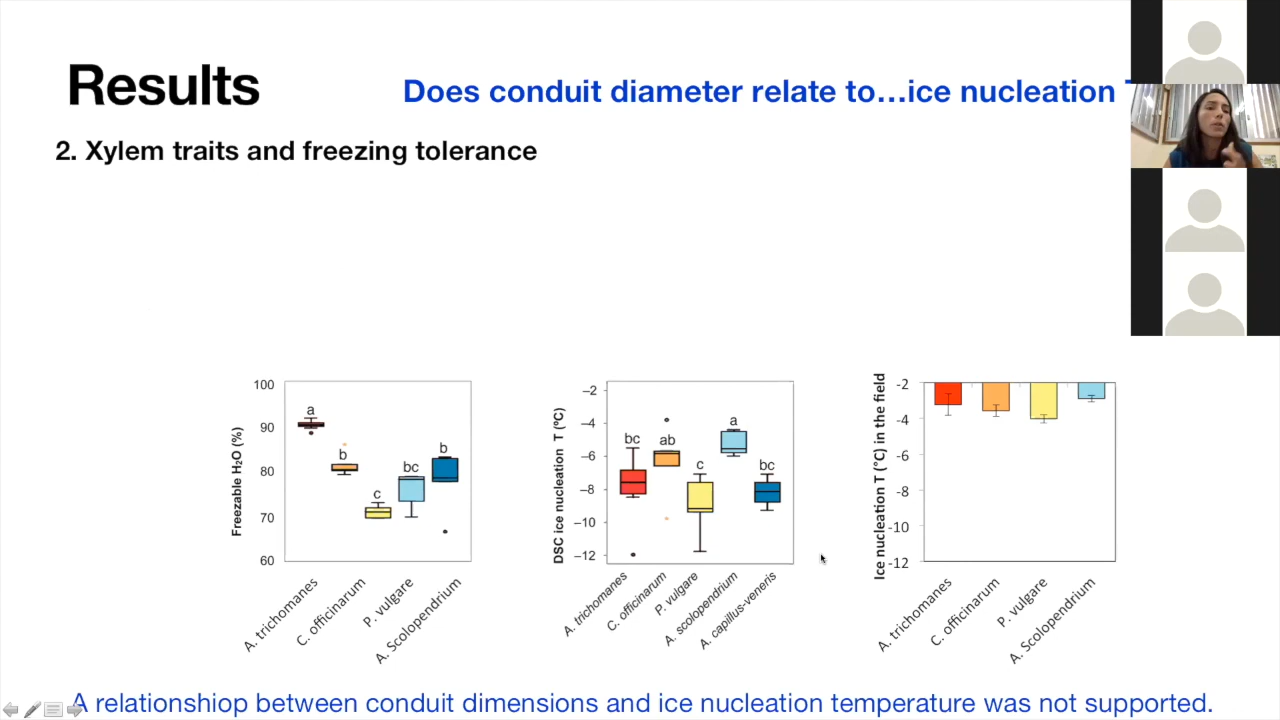 Results
Does conduit diameter relate to...ice nucleation
2. Xylem traits and freezing tolerance
Freezable H₂O (%)
100
90
80
70
60
a
b
c
bc
b
A. trichomanes
C. officinarum
P. vulgare
A. Scolopendrium
DSC ice nucleation T (ºC)
−2
−4
−6
−8
−10
−12
bc
ab
c
a
bc
A. trichomanes
C. officinarum
P. vulgare
A. scolopendrium
A. capillus-veneris
Ice nucleation T (°C) in the field
-2
-4
-6
-8
-10
-12
A. trichomanes
C. officinarum
P. vulgare
A. Scolopendrium
A relationshiop between conduit dimensions and ice nucleation temperature was not supported.